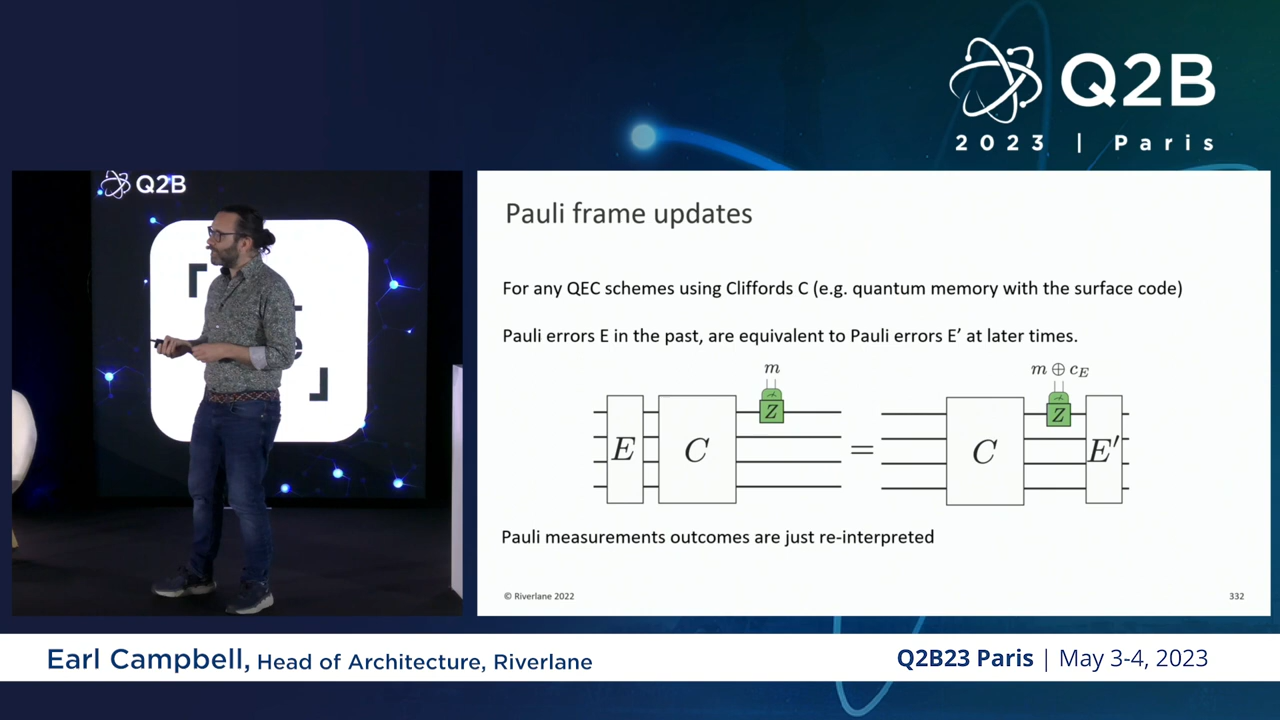 Q2B
2023 | Paris
Q2B
Pauli frame updates
For any QEC schemes using Cliffords C (e.g. quantum memory with the surface code)
Pauli errors E in the past, are equivalent to Pauli errors E’ at later times.
m
m ⊕ c_E
Z
Z
E
C
=
C
E′
Pauli measurements outcomes are just re-interpreted
© Riverlane 2022
332
Earl Campbell, Head of Architecture, Riverlane
Q2B23 Paris | May 3-4, 2023